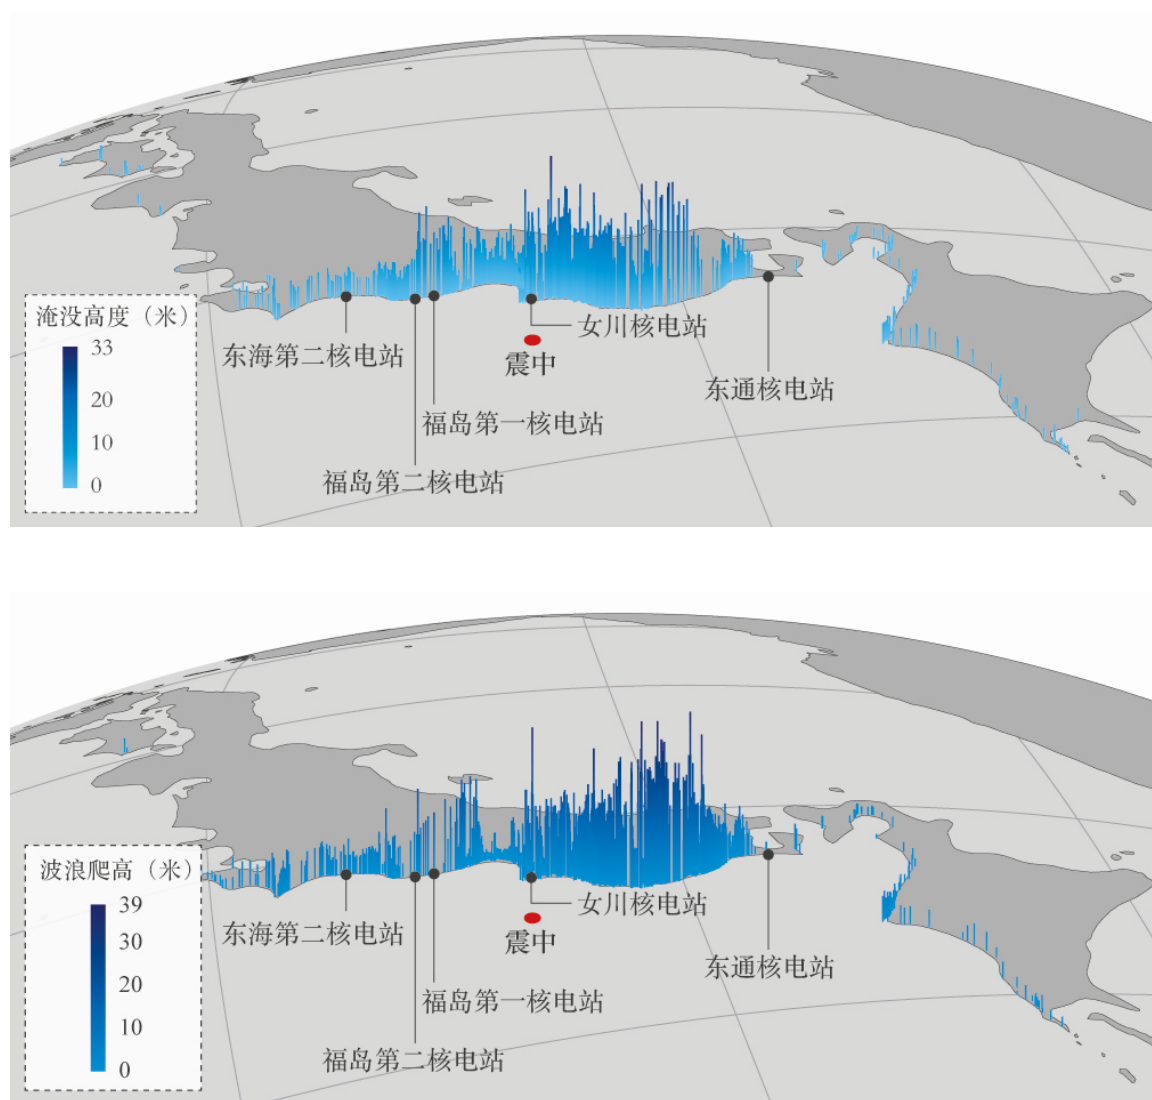 淹没高度（米）
33
20
10
0
女川核电站
震中
东海第二核电站
东通核电站
福岛第一核电站
福岛第二核电站
波浪爬高（米）
39
30
20
10
0
女川核电站
震中
东海第二核电站
东通核电站
福岛第一核电站
福岛第二核电站